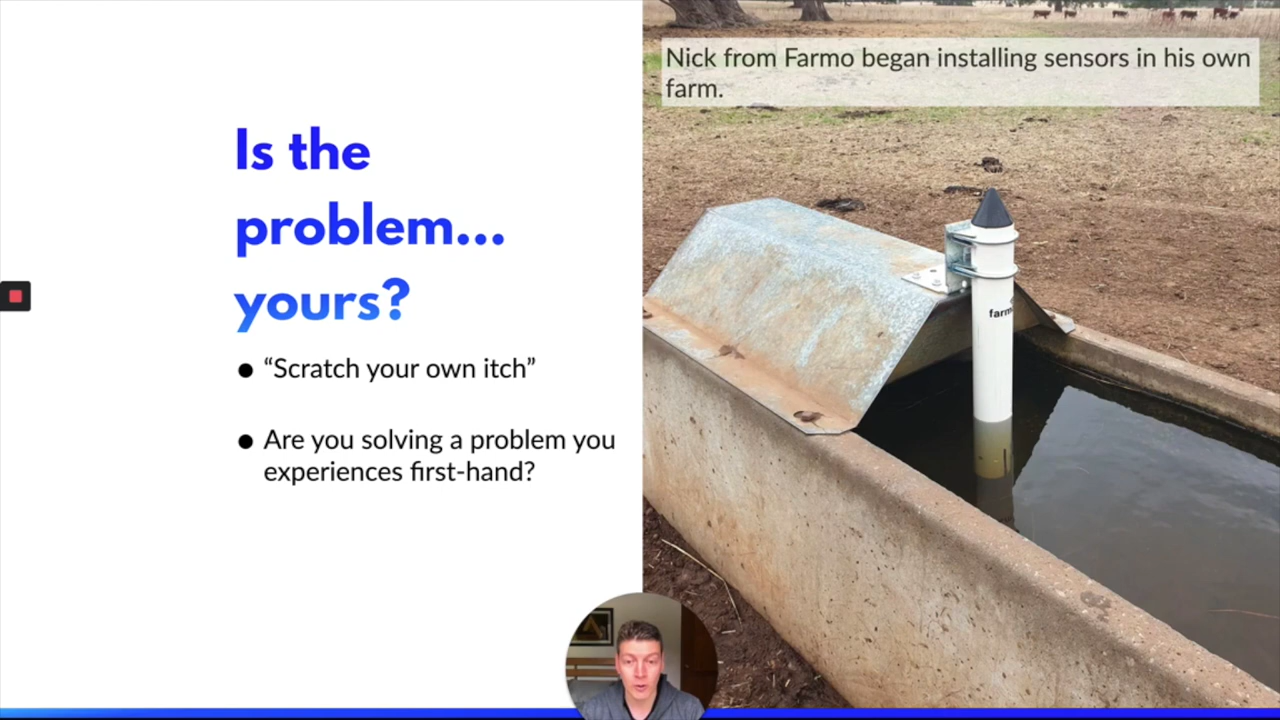 Is the
problem...
yours?
● “Scratch your own itch”
● Are you solving a problem you
experiences first-hand?
Nick from Farmo began installing sensors in his own
farm.
farm